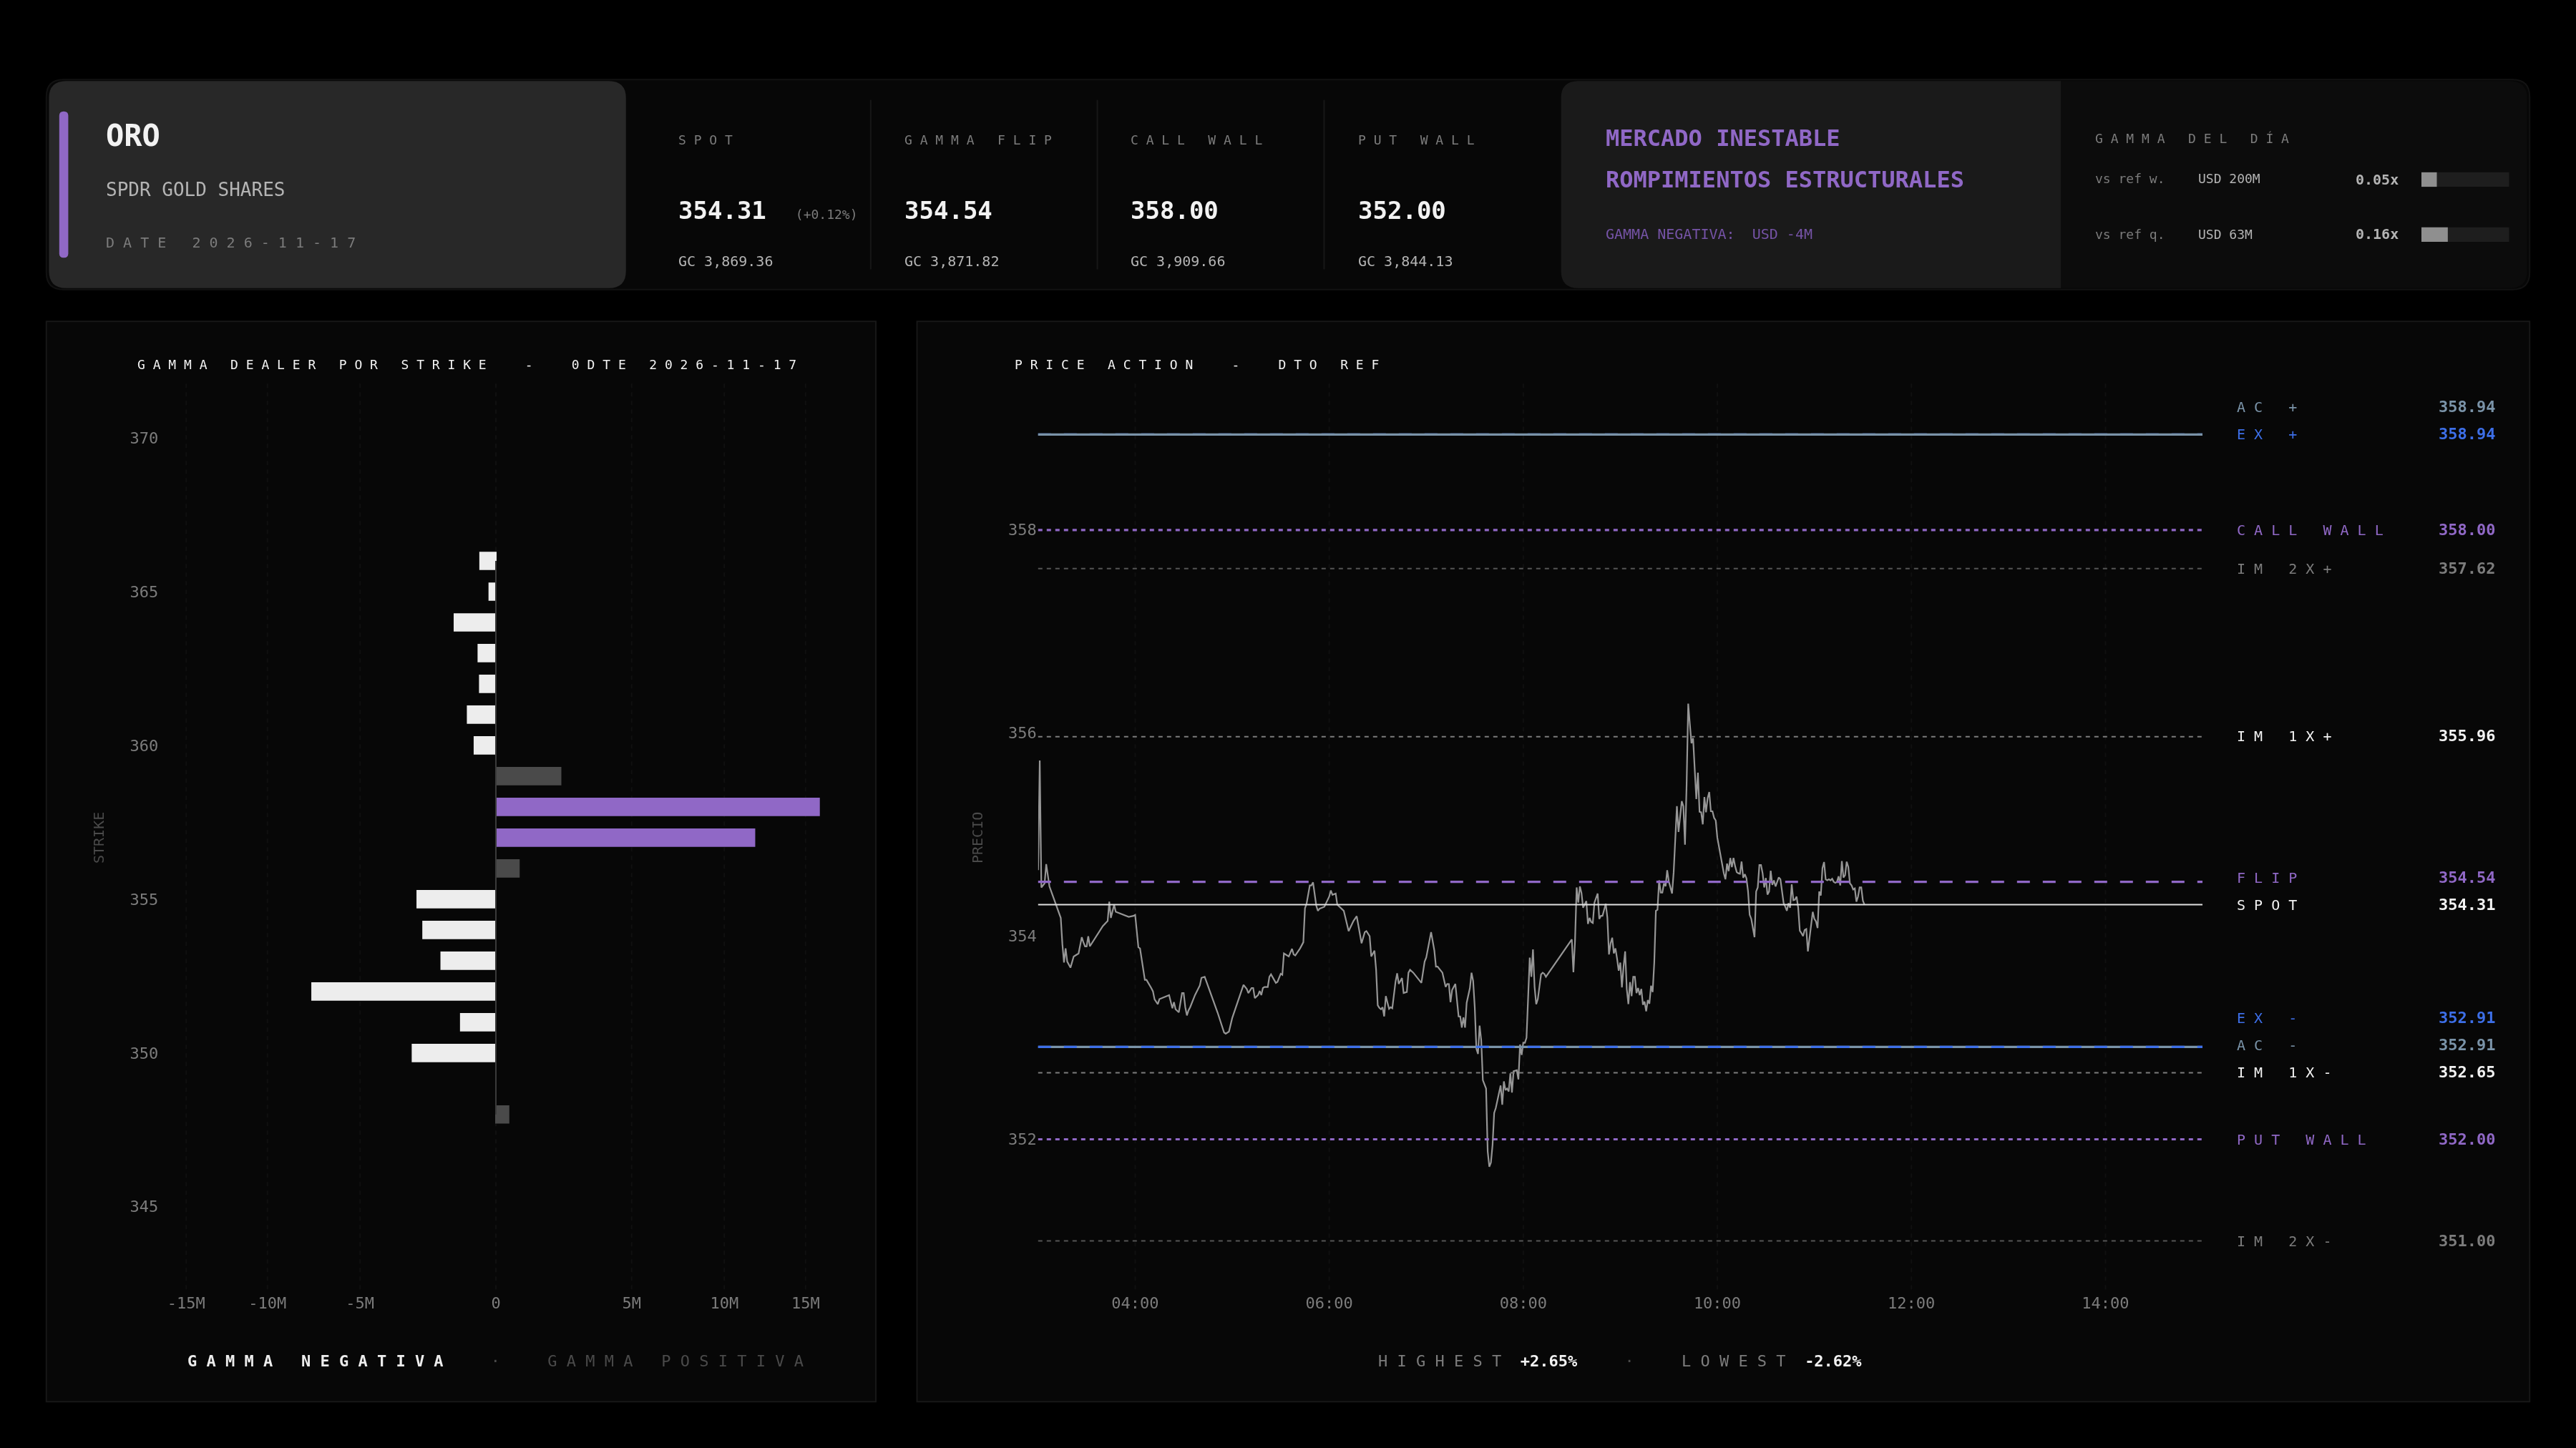 ORO
SPDR GOLD SHARES
DATE 2026-11-17
SPOT
354.31 (+0.12%)
GC 3,869.36
GAMMA FLIP
354.54
GC 3,871.82
CALL WALL
358.00
GC 3,909.66
PUT WALL
352.00
GC 3,844.13
MERCADO INESTABLE
ROMPIMIENTOS ESTRUCTURALES
GAMMA NEGATIVA: USD -4M
GAMMA DEL DÍA
vs ref w. USD 200M 0.05x
vs ref q. USD 63M 0.16x
GAMMA DEALER POR STRIKE - 0DTE 2026-11-17
STRIKE
370
365
360
355
350
345
-15M -10M -5M 0 5M 10M 15M
GAMMA NEGATIVA · GAMMA POSITIVA
PRICE ACTION - DTO REF
PRECIO
358
356
354
352
04:00 06:00 08:00 10:00 12:00 14:00
AC + 358.94
EX + 358.94
CALL WALL 358.00
IM 2X+ 357.62
IM 1X+ 355.96
FLIP 354.54
SPOT 354.31
EX - 352.91
AC - 352.91
IM 1X- 352.65
PUT WALL 352.00
IM 2X- 351.00
HIGHEST +2.65% · LOWEST -2.62%